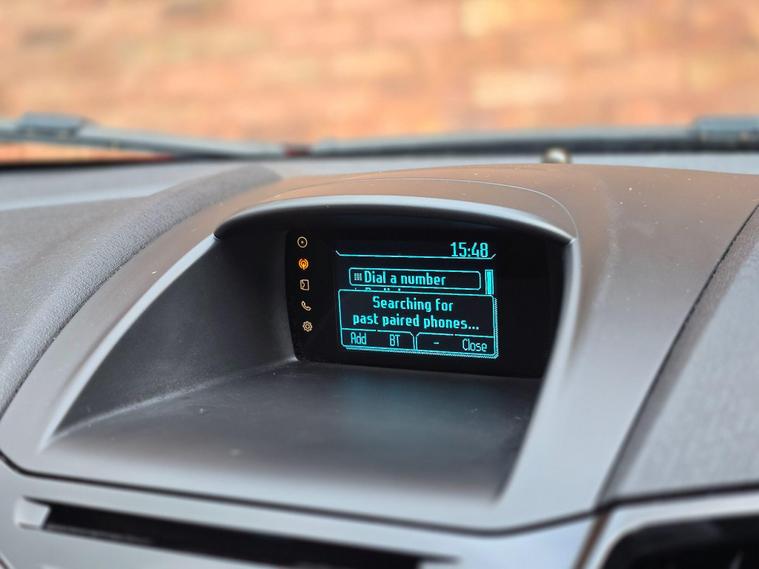 15:48
Dial a number
Searching for
past paired phones...
Add BT - Close